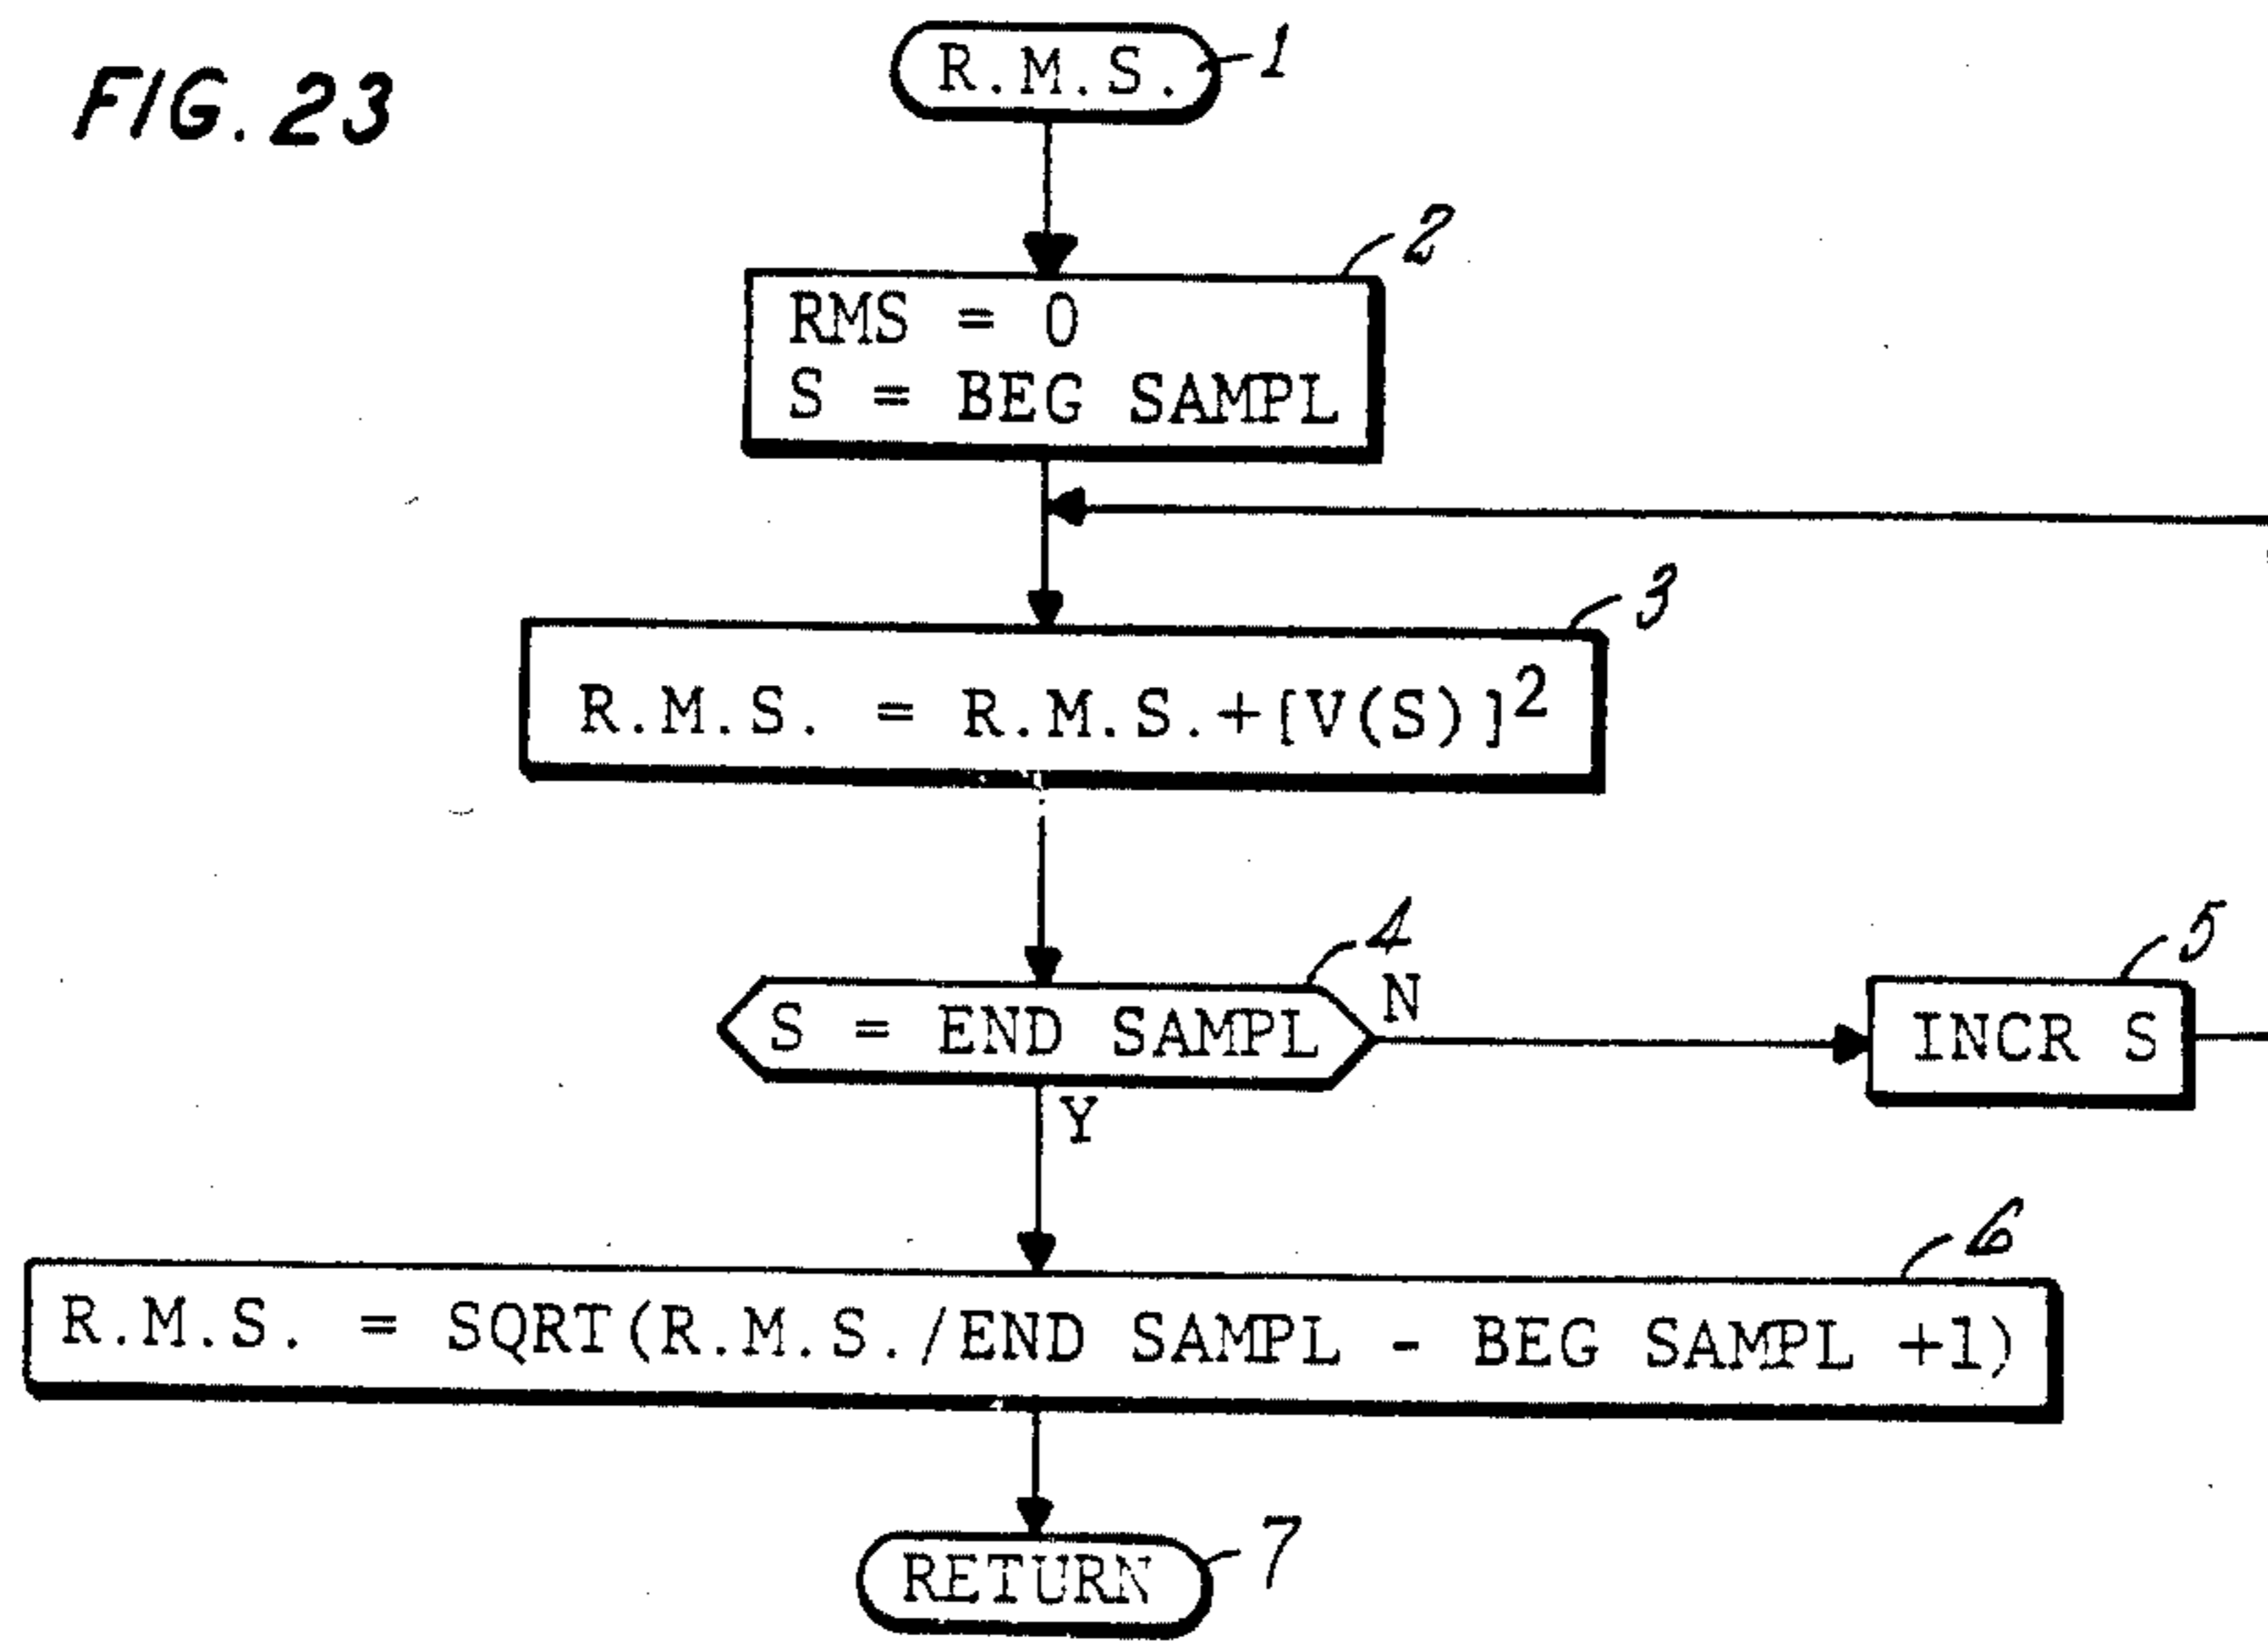 FIG. 23
R.M.S. 1
2
RMS = 0
S = BEG SAMPL
3
R.M.S. = R.M.S.+[V(S)]2
4
S = END SAMPL N
5
INCR S
Y
6
R.M.S. = SQRT(R.M.S./END SAMPL - BEG SAMPL +1)
RETURN 7